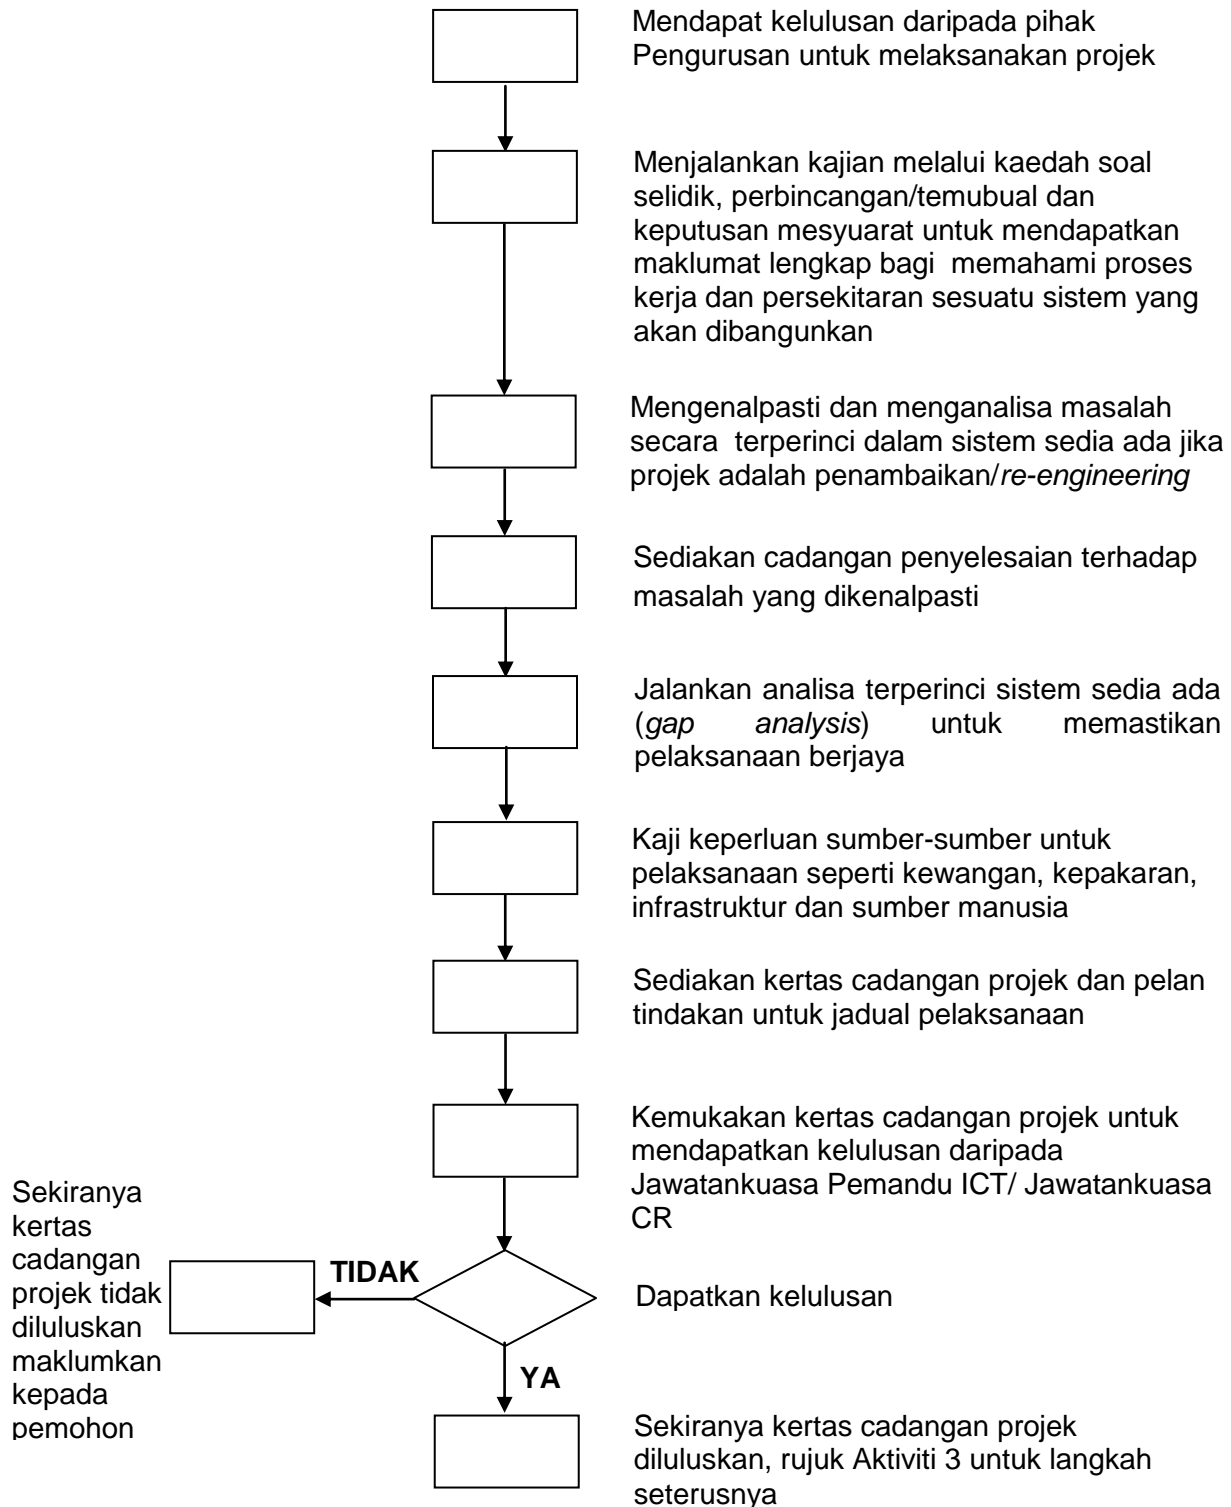 Mendapat kelulusan daripada pihak
Pengurusan untuk melaksanakan projek
Menjalankan kajian melalui kaedah soal
selidik, perbincangan/temubual dan
keputusan mesyuarat untuk mendapatkan
maklumat lengkap bagi memahami proses
kerja dan persekitaran sesuatu sistem yang
akan dibangunkan
Mengenalpasti dan menganalisa masalah
secara terperinci dalam sistem sedia ada jika
projek adalah penambaikan/re-engineering
Sediakan cadangan penyelesaian terhadap
masalah yang dikenalpasti
Jalankan analisa terperinci sistem sedia ada
(gap analysis) untuk memastikan
pelaksanaan berjaya
Kaji keperluan sumber-sumber untuk
pelaksanaan seperti kewangan, kepakaran,
infrastruktur dan sumber manusia
Sediakan kertas cadangan projek dan pelan
tindakan untuk jadual pelaksanaan
Kemukakan kertas cadangan projek untuk
mendapatkan kelulusan daripada
Jawatankuasa Pemandu ICT/ Jawatankuasa
CR
Sekiranya
kertas
cadangan
projek tidak
diluluskan
maklumkan
kepada
pemohon
TIDAK
Dapatkan kelulusan
YA
Sekiranya kertas cadangan projek
diluluskan, rujuk Aktiviti 3 untuk langkah
seterusnya